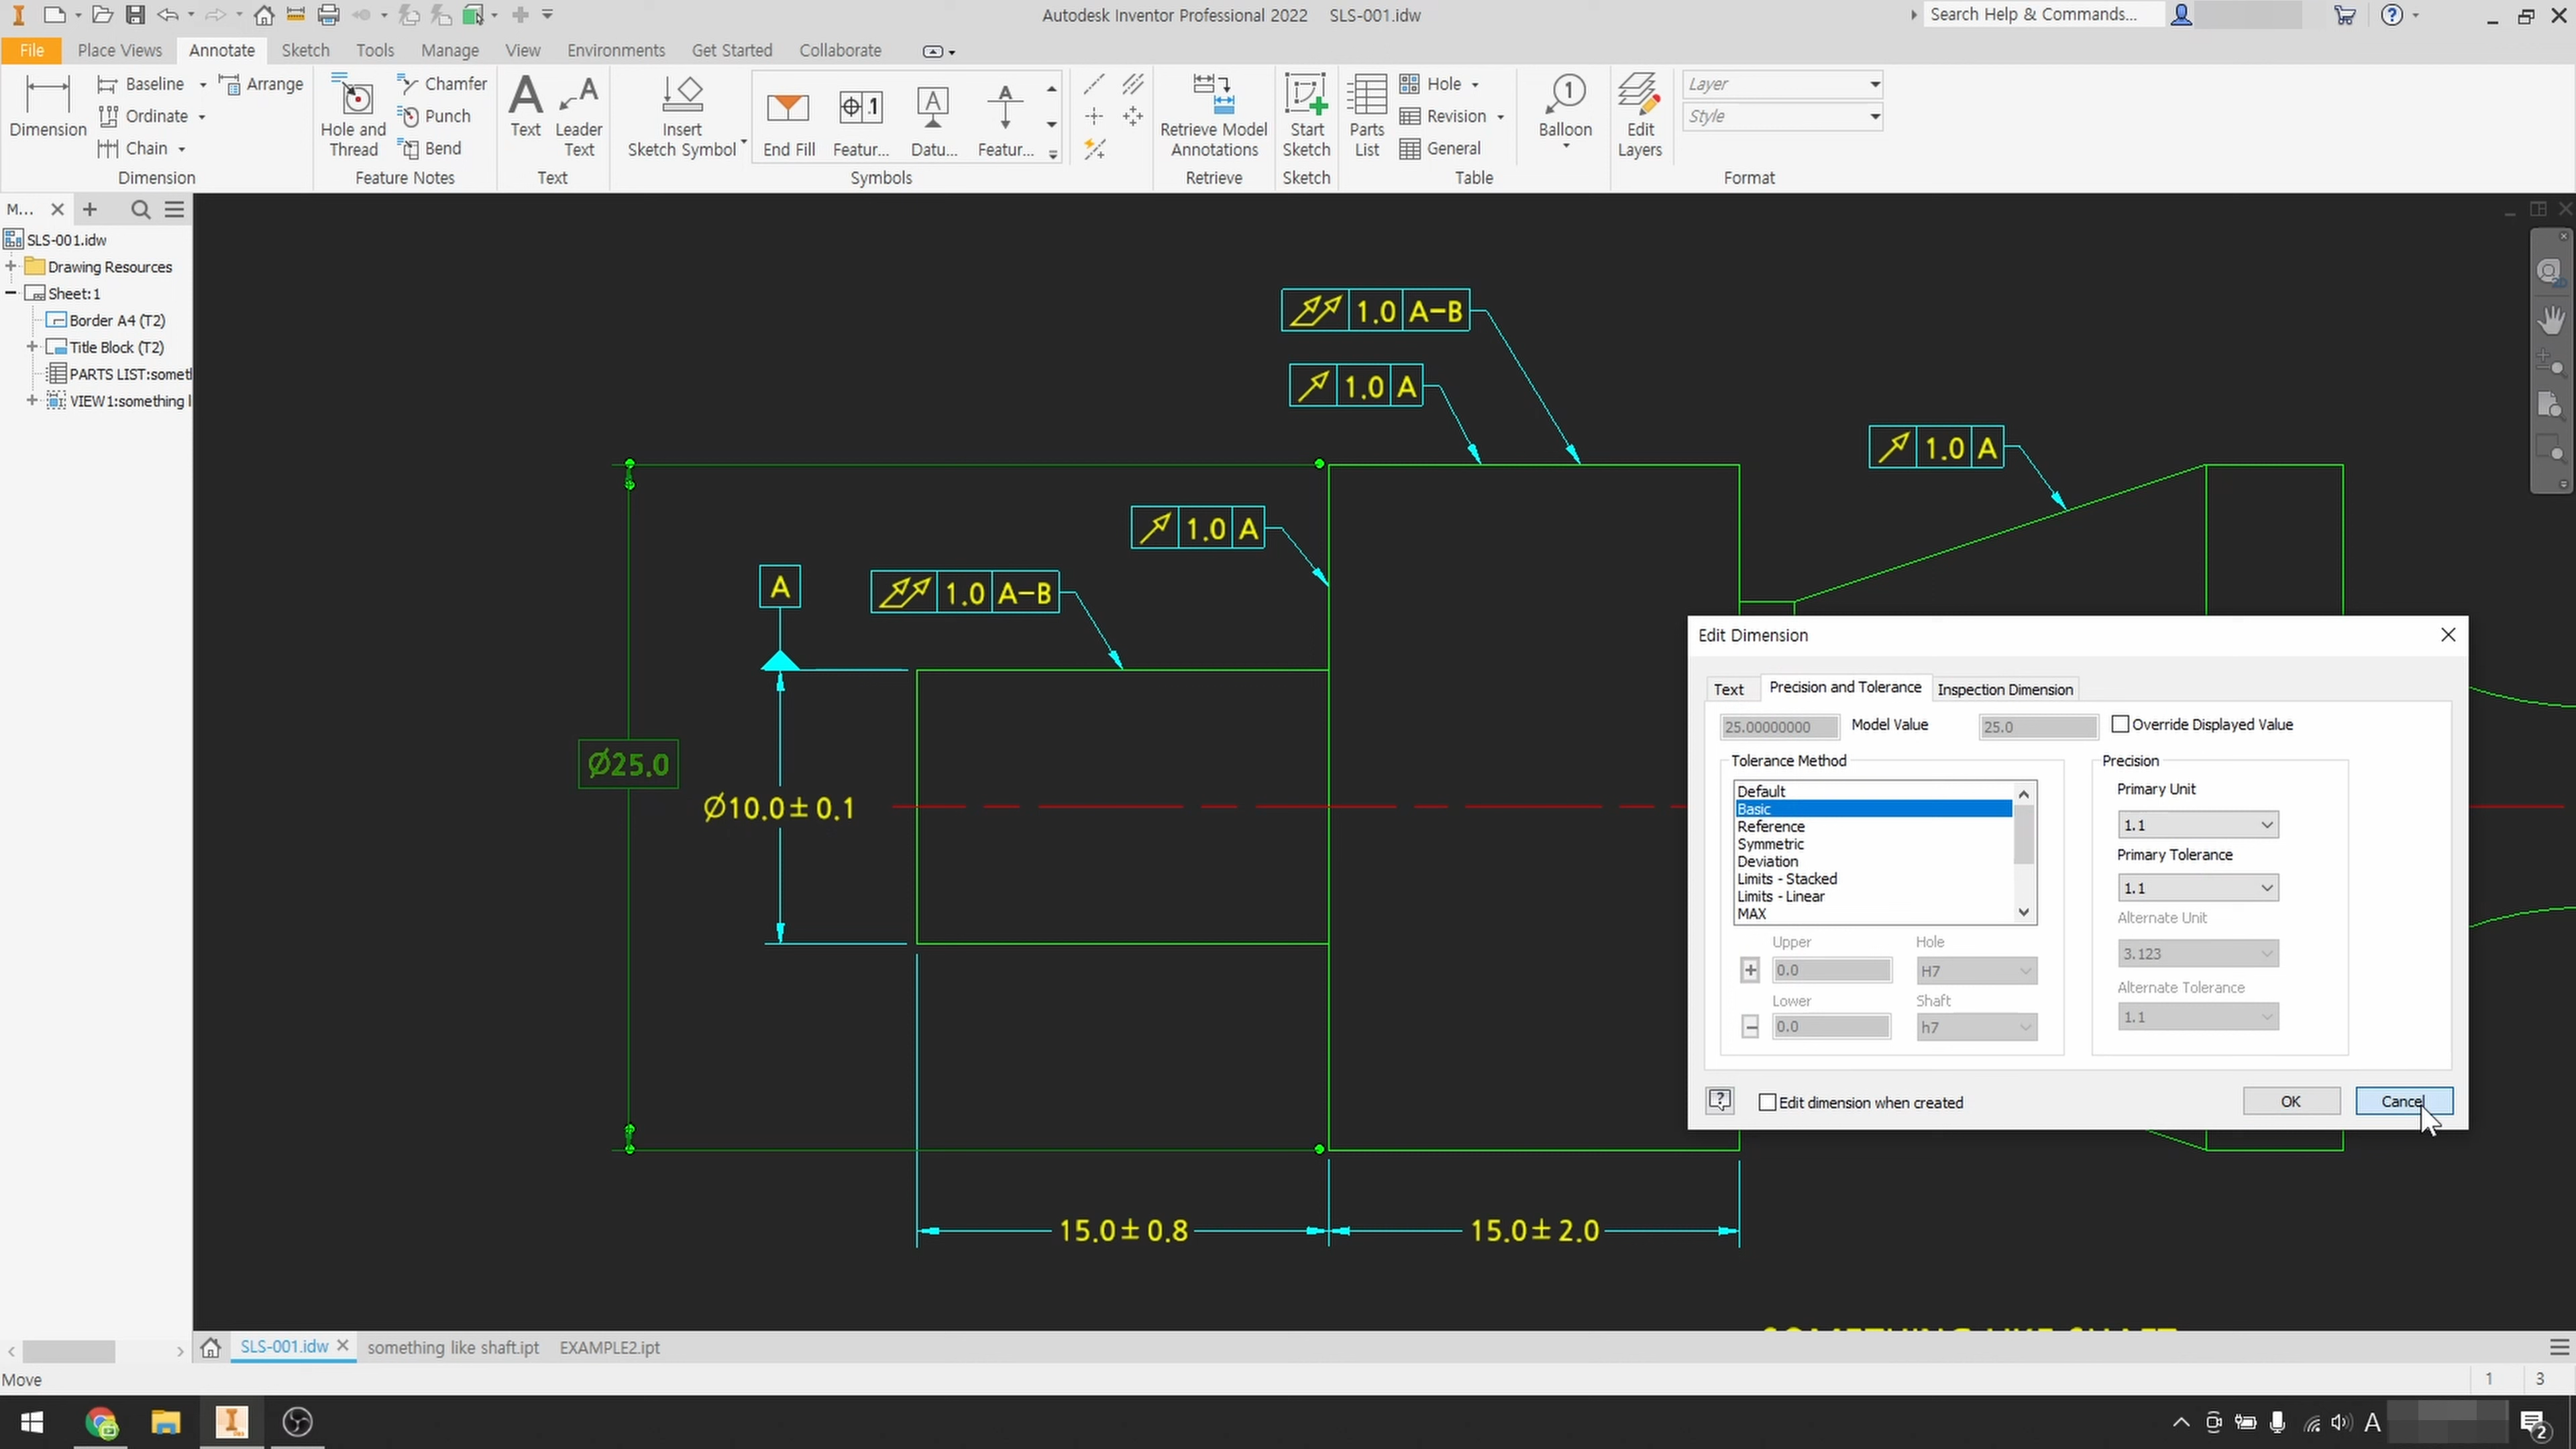 Autodesk Inventor Professional 2022 SLS-001.idw
Search Help & Commands...
File Place Views Annotate Sketch Tools Manage View Environments Get Started Collaborate
Dimension
Baseline
Ordinate
Chain
Arrange
Dimension
Hole and
Thread
Chamfer
Punch
Bend
Feature Notes
Text
Leader
Text
Text
Insert
Sketch Symbol
End Fill
Featur...
Datu...
Featur...
Symbols
Retrieve Model
Annotations
Retrieve
Start
Sketch
Sketch
Parts
List
Hole
Revision
General
Table
Balloon
Edit
Layers
Layer
Style
Format
M...
SLS-001.idw
Drawing Resources
Sheet:1
Border A4 (T2)
Title Block (T2)
PARTS LIST:somet
VIEW1:something l
1.0 A-B
1.0 A
1.0 A
1.0 A
A
1.0 A-B
Ø25.0
Ø10.0±0.1
15.0±0.8
15.0±2.0
Edit Dimension
Text
Precision and Tolerance
Inspection Dimension
25.00000000 Model Value 25.0 Override Displayed Value
Tolerance Method
Default
Basic
Reference
Symmetric
Deviation
Limits - Stacked
Limits - Linear
MAX
Upper
Hole
+ 0.0
H7
Lower
Shaft
− 0.0
h7
Precision
Primary Unit
1.1
Primary Tolerance
1.1
Alternate Unit
3.123
Alternate Tolerance
1.1
Edit dimension when created
OK
Cancel
SLS-001.idw
something like shaft.ipt
EXAMPLE2.ipt
Move
1 3
A
2